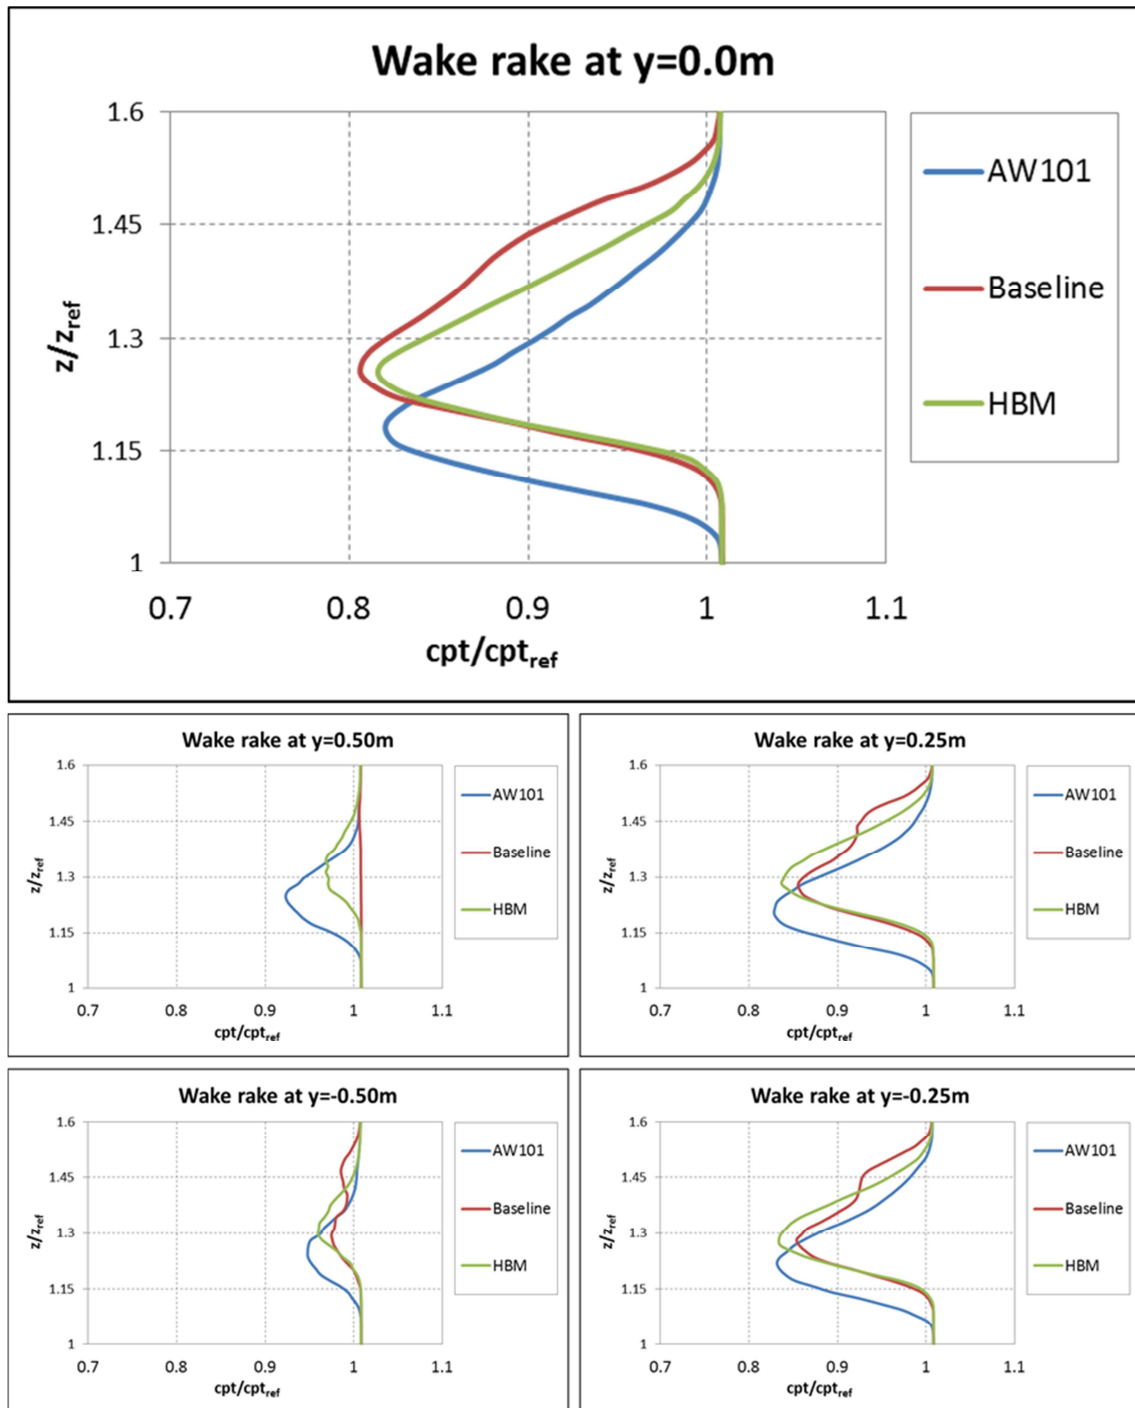 Wake rake at y=0.0m
1.6
1.45
1.3
1.15
1
z/zref
0.7 0.8 0.9 1 1.1
cpt/cptref
AW101
Baseline
HBM
Wake rake at y=0.50m
1.6
1.45
1.3
1.15
1
z/zref
0.7 0.8 0.9 1 1.1
cpt/cptref
AW101
Baseline
HBM
Wake rake at y=0.25m
1.6
1.45
1.3
1.15
1
z/zref
0.7 0.8 0.9 1 1.1
cpt/cptref
AW101
Baseline
HBM
Wake rake at y=-0.50m
1.6
1.45
1.3
1.15
1
z/zref
0.7 0.8 0.9 1 1.1
cpt/cptref
AW101
Baseline
HBM
Wake rake at y=-0.25m
1.6
1.45
1.3
1.15
1
z/zref
0.7 0.8 0.9 1 1.1
cpt/cptref
AW101
Baseline
HBM